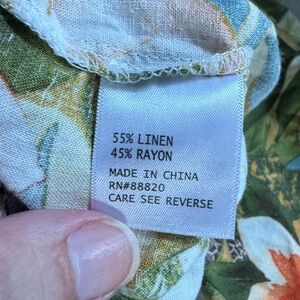 55% LINEN
45% RAYON
MADE IN CHINA
RN#88820
CARE SEE REVERSE